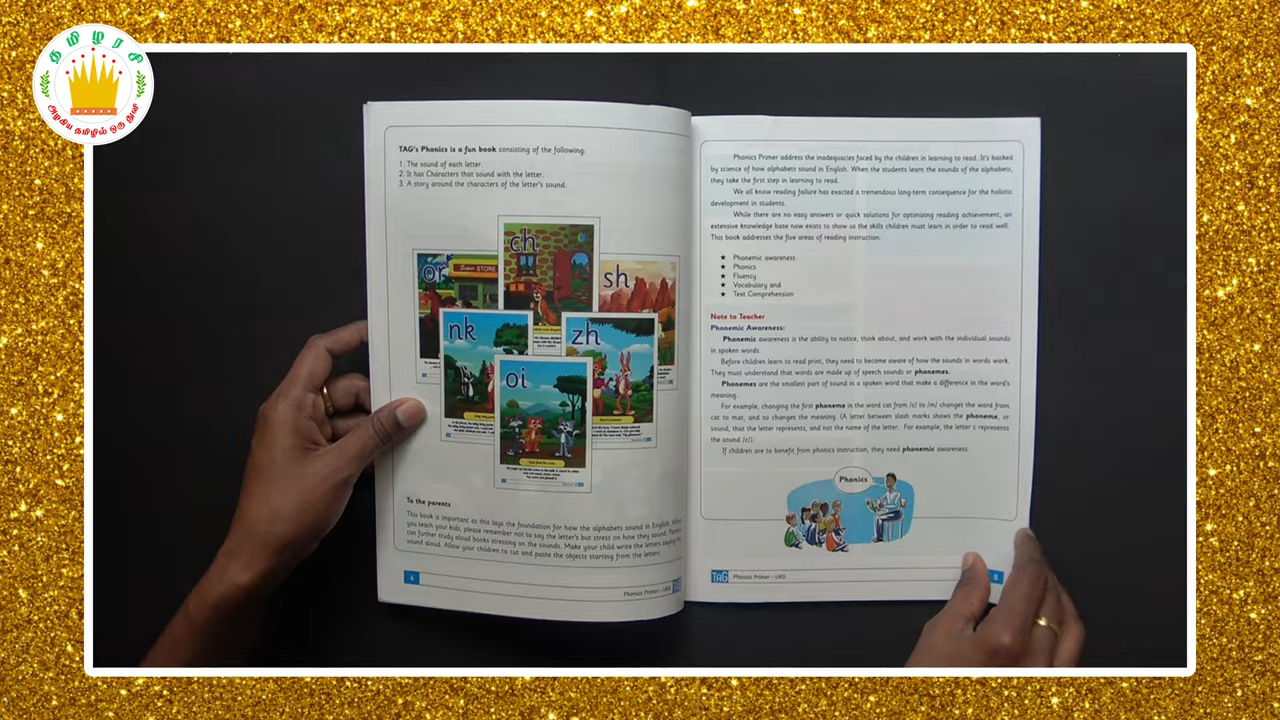 தமிழரசி
அழகிய தமிழில் ஒரு துளி
TAG's Phonics is a fun book consisting of the following:
1. The sound of each letter.
2. It has Characters that sound with the letter.
3. A story around the characters of the letter's sound.
ch
or
Super STORE
sh
nk
zh
oi
To the parents
This book is important as this lays the foundation for how the alphabets sound in English. When
you teach your kids, please remember not to say the letter's but stress on how they sound.
can further study aloud books stressing on the sounds. Make your child write the letters
sound aloud. Allow your children to cut and paste the objects starting from the letters.
4
Phonics Primer - UKG
TAG
Phonics Primer address the inadequacies faced by the children in learning to read. It's backed
by science of how alphabets sound in English. When the students learn the sounds of the alphabets,
they take the first step in learning to read.
We all know reading failure has exacted a tremendous long-term consequence for the holistic
development in students.
While there are no easy answers or quick solutions for optimizing reading achievement, an
extensive knowledge base now exists to show us the skills children must learn in order to read well.
This book addresses the five areas of reading instruction.
★ Phonemic awareness
★ Phonics
★ Fluency
★ Vocabulary and
★ Text Comprehension
Note to Teacher
Phonemic Awareness:
Phonemic awareness is the ability to notice, think about, and work with the individual sounds
in spoken words.
Before children learn to read print, they need to become aware of how the sounds in words work.
They must understand that words are made up of speech sounds or phonemes.
Phonemes are the smallest part of sound in a spoken word that make a difference in the word's
meaning.
For example, changing the first phoneme in the word cat from /c/ to /m/ changes the word from
cat to mat, and so changes the meaning. (A letter between slash marks shows the phoneme, or
sound, that the letter represents, and not the name of the letter. For example, the letter c represents
the sound /c/).
If children are to benefit from phonics instruction, they need phonemic awareness.
Phonics
TAG
Phonics Primer - UKG
5